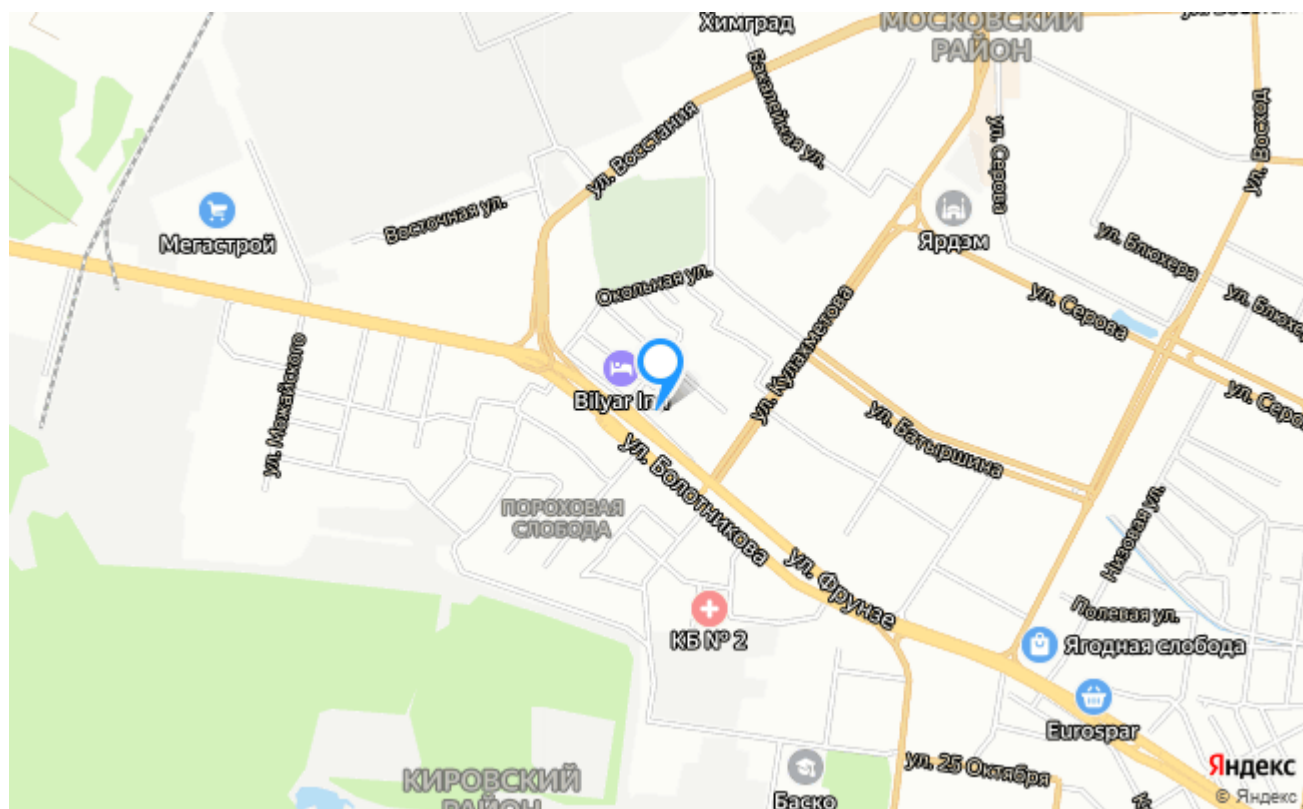 Химград
МОСКОВСКИЙ
РАЙОН
ул. Восстания
Бакалейная ул.
ул. Серова
ул. Восход
Мегастрой
Восточная ул.
Ярдэм
ул. Блюхера
ул. Блюхера
Окольная ул.
ул. Серова
ул. Кулахметова
ул. Можайского
Bilyar Inn
ул. Серова
ул. Батыршина
ул. Болотникова
ПОРОХОВАЯ
СЛОБОДА
Низовая ул.
ул. Фрунзе
Полевая ул.
КБ № 2
Ягодная слобода
Eurospar
ул. 25 Октября
Яндекс
© Яндекс
КИРОВСКИЙ
РАЙОН
Баско